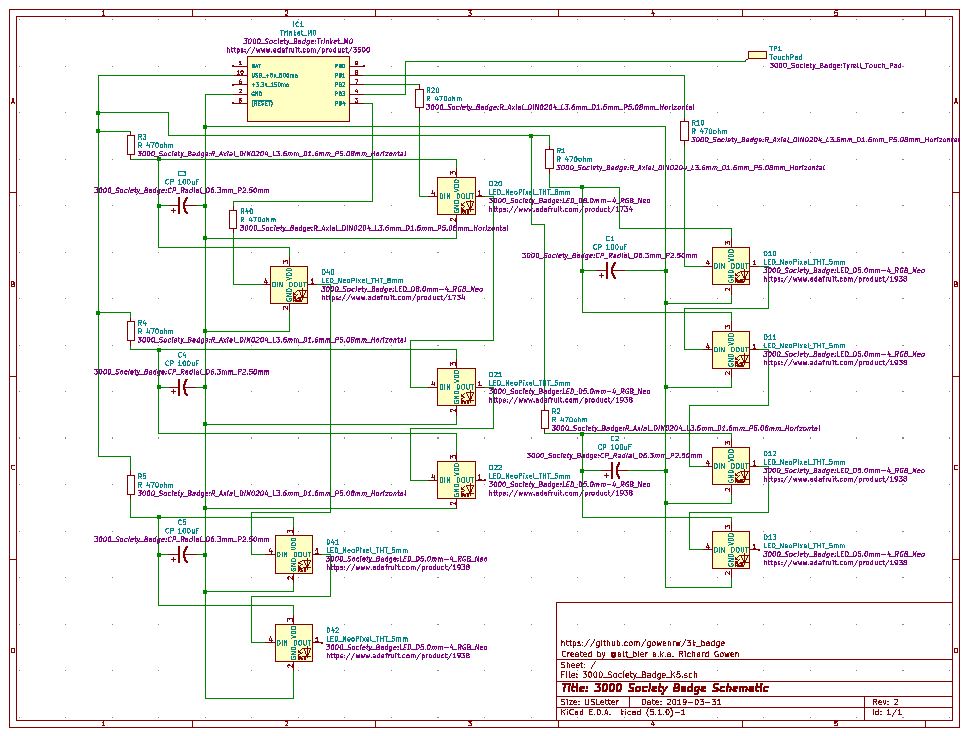 1 2 3 4 5
IC1
Trinket_M0
3000_Society_Badge:Trinket_M0
https://www.adafruit.com/product/3500
BAT
USB_+5v_500ma
+3.3v_150ma
GND
(RESET)
PB0
PB1
PB2
PB3
PB4
TP1
TouchPad
3000_Society_Badge:Tyrell_Touch_Pad
R20
R 470ohm
3000_Society_Badge:R_Axial_DIN0204_L3.6mm_D1.6mm_P5.08mm_Horizontal
R10
R 470ohm
3000_Society_Badge:R_Axial_DIN0204_L3.6mm_D1.6mm_P5.08mm_Horizontal
R3
R 470ohm
3000_Society_Badge:R_Axial_DIN0204_L3.6mm_D1.6mm_P5.08mm_Horizontal
R1
R 470ohm
3000_Society_Badge:R_Axial_DIN0204_L3.6mm_D1.6mm_P5.08mm_Horizontal
C3
CP 100uF
3000_Society_Badge:CP_Radial_D6.3mm_P2.50mm
D20
LED_NeoPixel_THT_8mm
3000_Society_Badge:LED_D8.0mm-4_RGB_Neo
https://www.adafruit.com/product/1734
R40
R 470ohm
3000_Society_Badge:R_Axial_DIN0204_L3.6mm_D1.6mm_P5.08mm_Horizontal
C1
CP 100uF
3000_Society_Badge:CP_Radial_D6.3mm_P2.50mm
D10
LED_NeoPixel_THT_5mm
3000_Society_Badge:LED_D5.0mm-4_RGB_Neo
https://www.adafruit.com/product/1938
D40
LED_NeoPixel_THT_8mm
3000_Society_Badge:LED_D8.0mm-4_RGB_Neo
https://www.adafruit.com/product/1734
R4
R 470ohm
3000_Society_Badge:R_Axial_DIN0204_L3.6mm_D1.6mm_P5.08mm_Horizontal
D11
LED_NeoPixel_THT_5mm
3000_Society_Badge:LED_D5.0mm-4_RGB_Neo
https://www.adafruit.com/product/1938
C4
CP 100uF
3000_Society_Badge:CP_Radial_D6.3mm_P2.50mm
D21
LED_NeoPixel_THT_5mm
3000_Society_Badge:LED_D5.0mm-4_RGB_Neo
https://www.adafruit.com/product/1938
R2
R 470ohm
3000_Society_Badge:R_Axial_DIN0204_L3.6mm_D1.6mm_P5.08mm_Horizontal
C2
CP 100uF
3000_Society_Badge:CP_Radial_D6.3mm_P2.50mm
D12
LED_NeoPixel_THT_5mm
3000_Society_Badge:LED_D5.0mm-4_RGB_Neo
https://www.adafruit.com/product/1938
D22
LED_NeoPixel_THT_5mm
3000_Society_Badge:LED_D5.0mm-4_RGB_Neo
https://www.adafruit.com/product/1938
R5
R 470ohm
3000_Society_Badge:R_Axial_DIN0204_L3.6mm_D1.6mm_P5.08mm_Horizontal
C5
CP 100uF
3000_Society_Badge:CP_Radial_D6.3mm_P2.50mm
D41
LED_NeoPixel_THT_5mm
3000_Society_Badge:LED_D5.0mm-4_RGB_Neo
https://www.adafruit.com/product/1938
D13
LED_NeoPixel_THT_5mm
3000_Society_Badge:LED_D5.0mm-4_RGB_Neo
https://www.adafruit.com/product/1938
D42
LED_NeoPixel_THT_5mm
3000_Society_Badge:LED_D5.0mm-4_RGB_Neo
https://www.adafruit.com/product/1938
https://github.com/gowenrw/3k_badge
Created by @alt_bier a.k.a. Richard Gowen
Sheet: /
File: 3000_Society_Badge_K5.sch
Title: 3000 Society Badge Schematic
Size: USLetter Date: 2019-03-31 Rev: 2
KiCad E.D.A. kicad (5.1.0)-1 Id: 1/1
1 2 3 4 5